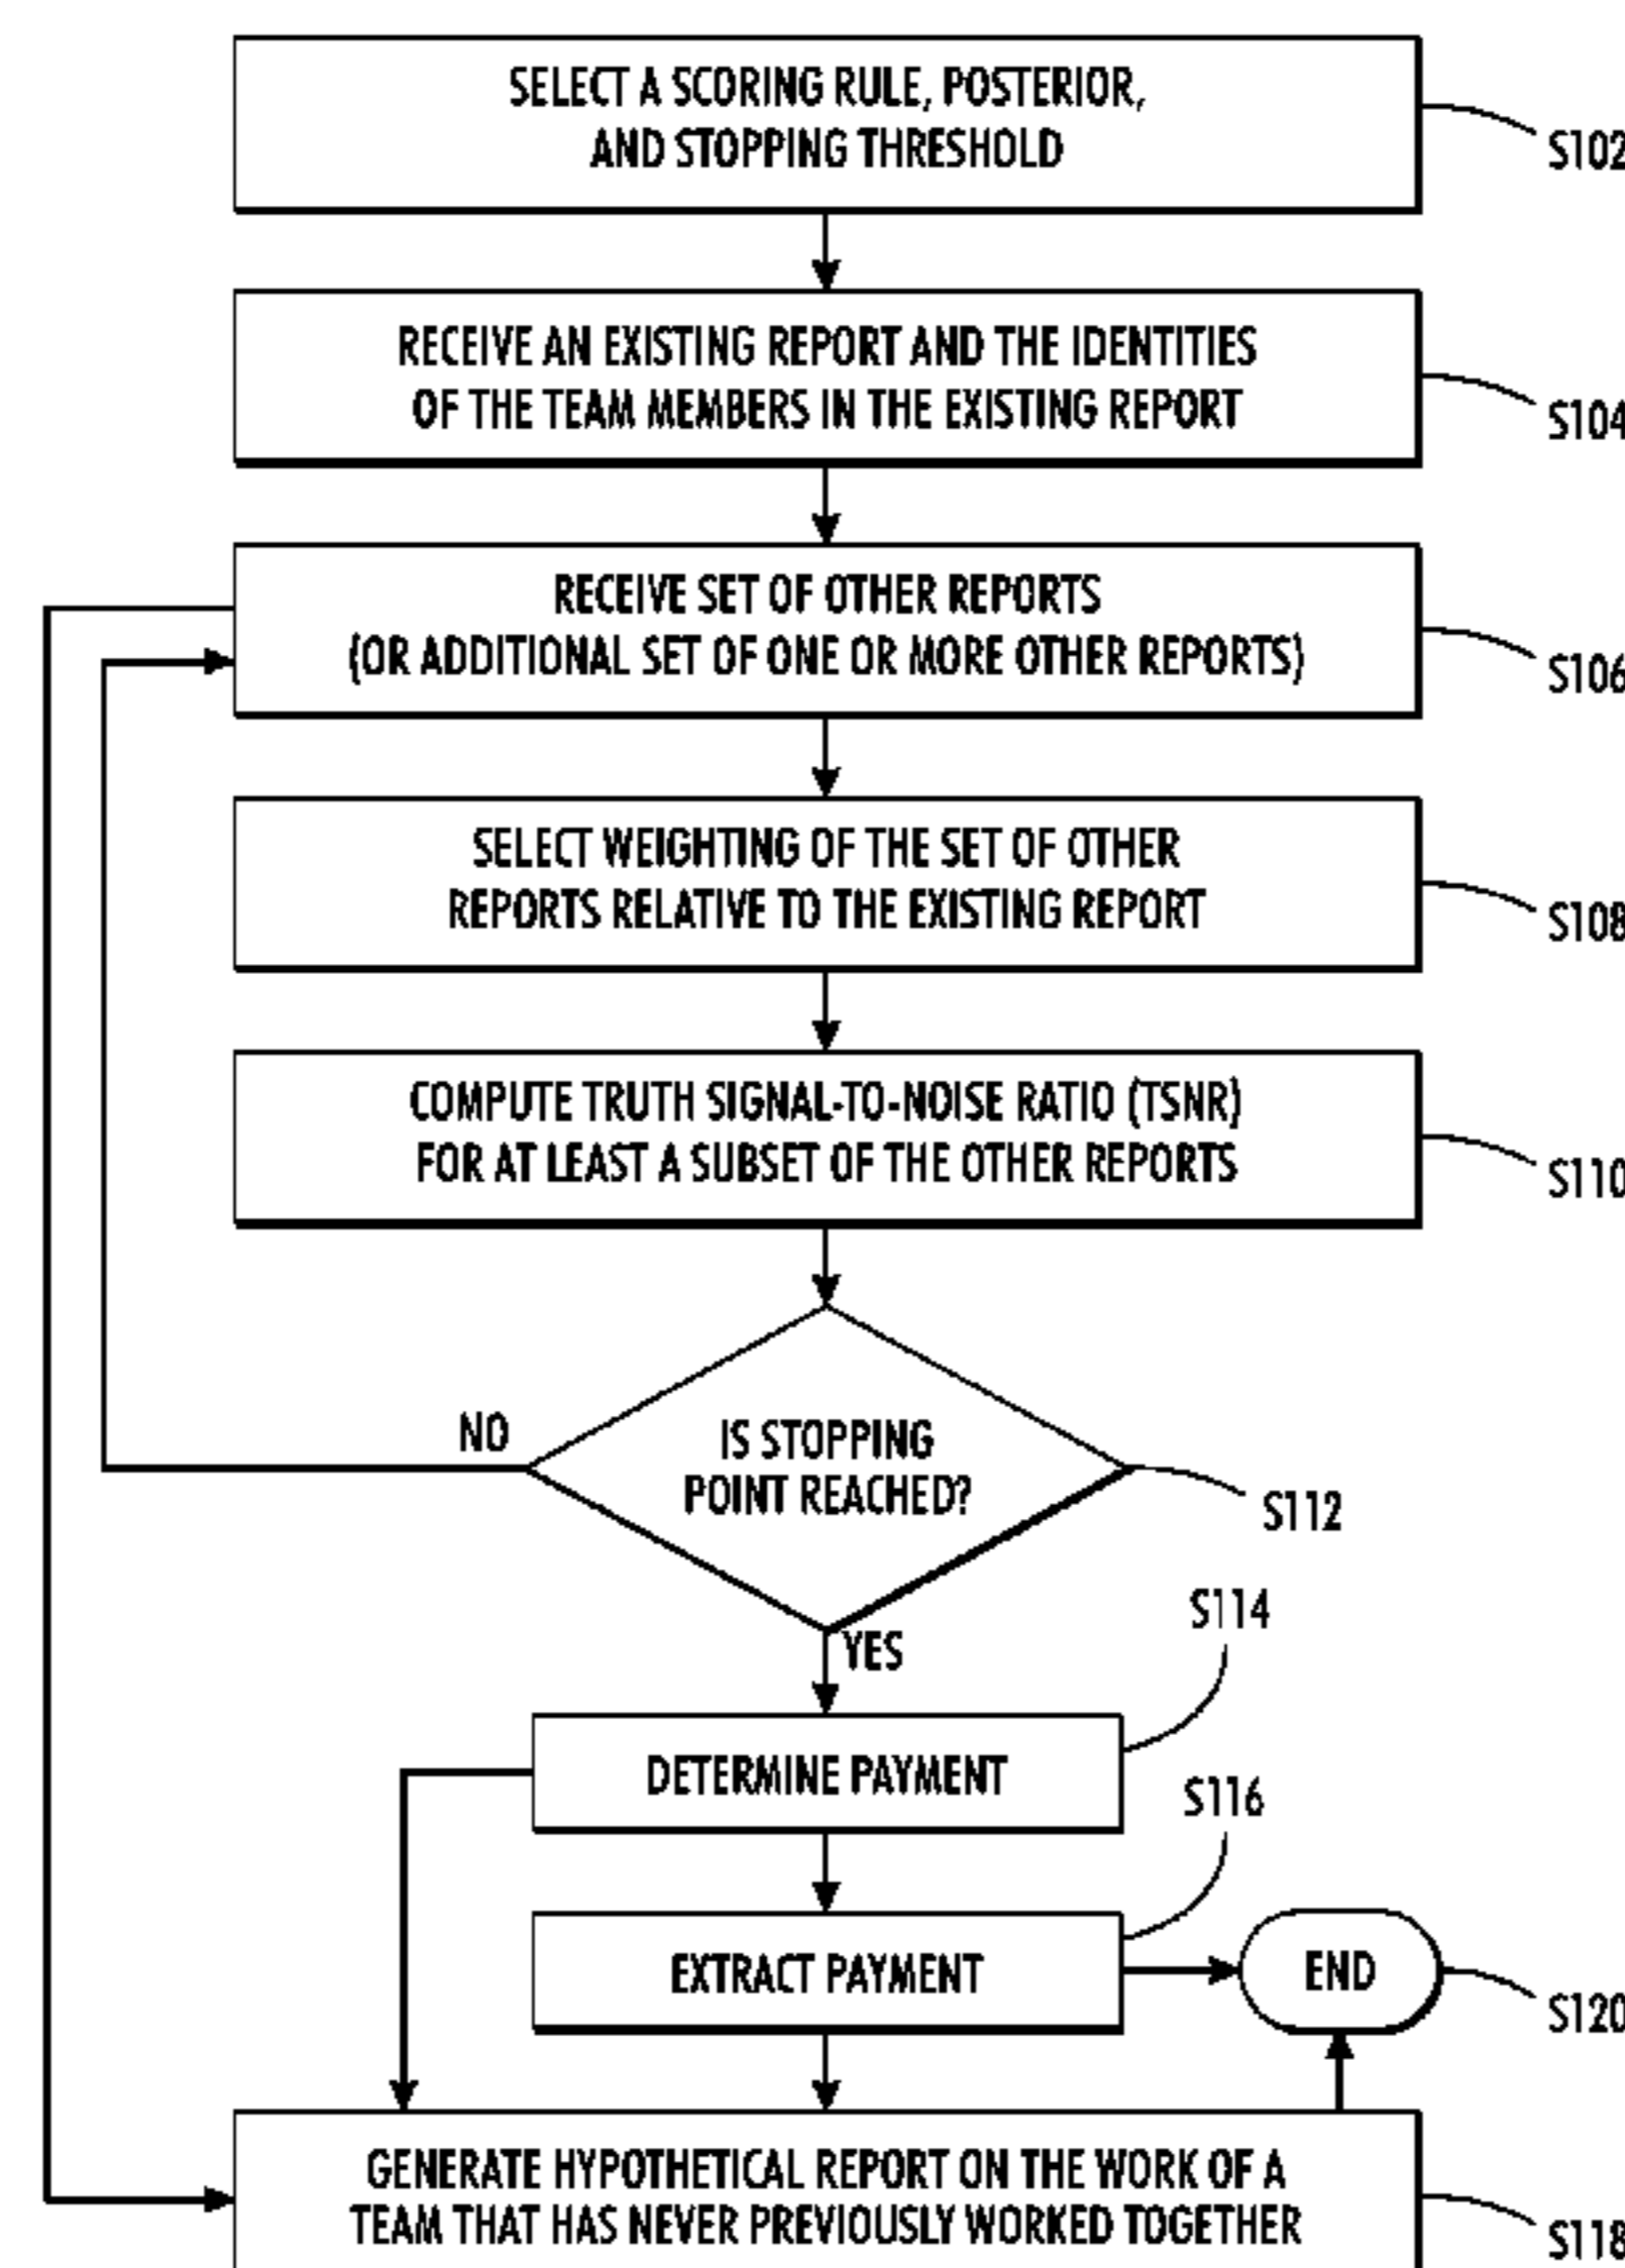 SELECT A SCORING RULE, POSTERIOR,
AND STOPPING THRESHOLD
S102
RECEIVE AN EXISTING REPORT AND THE IDENTITIES
OF THE TEAM MEMBERS IN THE EXISTING REPORT
S104
RECEIVE SET OF OTHER REPORTS
(OR ADDITIONAL SET OF ONE OR MORE OTHER REPORTS)
S106
SELECT WEIGHTING OF THE SET OF OTHER
REPORTS RELATIVE TO THE EXISTING REPORT
S108
COMPUTE TRUTH SIGNAL-TO-NOISE RATIO (TSNR)
FOR AT LEAST A SUBSET OF THE OTHER REPORTS
S110
NO
IS STOPPING
POINT REACHED?
S112
YES
S114
DETERMINE PAYMENT
S116
EXTRACT PAYMENT
END
S120
GENERATE HYPOTHETICAL REPORT ON THE WORK OF A
TEAM THAT HAS NEVER PREVIOUSLY WORKED TOGETHER
S118